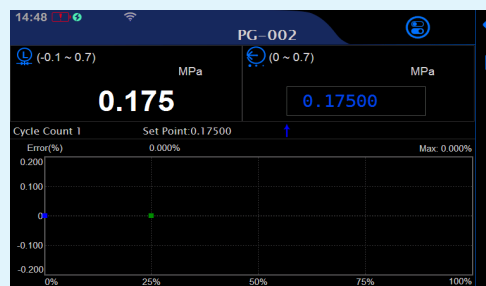 14:48
PG-002
L (-0.1 ~ 0.7)
MPa
0.175
(0 ~ 0.7)
MPa
0.17500
Cycle Count 1 Set Point:0.17500
Error(%) 0.000% Max: 0.000%
0.200
0.100
0
-0.100
-0.200
0% 25% 50% 75% 100%